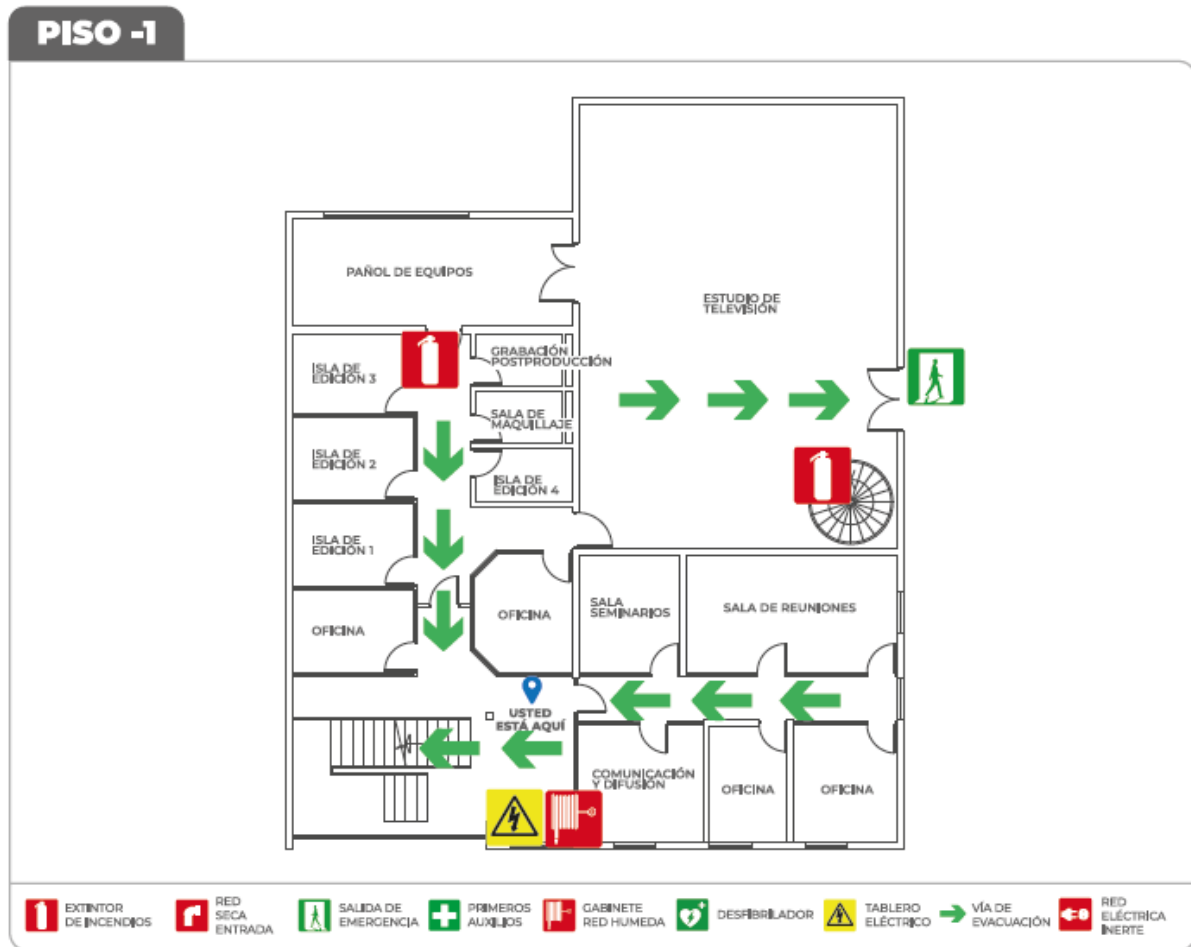 PISO -1
PAÑOL DE EQUIPOS
ESTUDIO DE
TELEVISIÓN
GRABACIÓN
POSTPRODUCCIÓN
ISLA DE
EDICIÓN 3
SALA DE
MAQUILLAJE
ISLA DE
EDICIÓN 2
ISLA DE
EDICIÓN 4
ISLA DE
EDICIÓN 1
OFICINA
OFICINA
SALA
SEMINARIOS
SALA DE REUNIONES
USTED
ESTÁ AQUÍ
COMUNICACIÓN
Y DIFUSIÓN
OFICINA
OFICINA
EXTINTOR
DE INCENDIOS
RED
SECA
ENTRADA
SALIDA DE
EMERGENCIA
PRIMEROS
AUXILIOS
GABINETE
RED HUMEDA
DESFIBRILADOR
TABLERO
ELÉCTRICO
VÍA DE
EVACUACIÓN
RED
ELÉCTRICA
INERTE